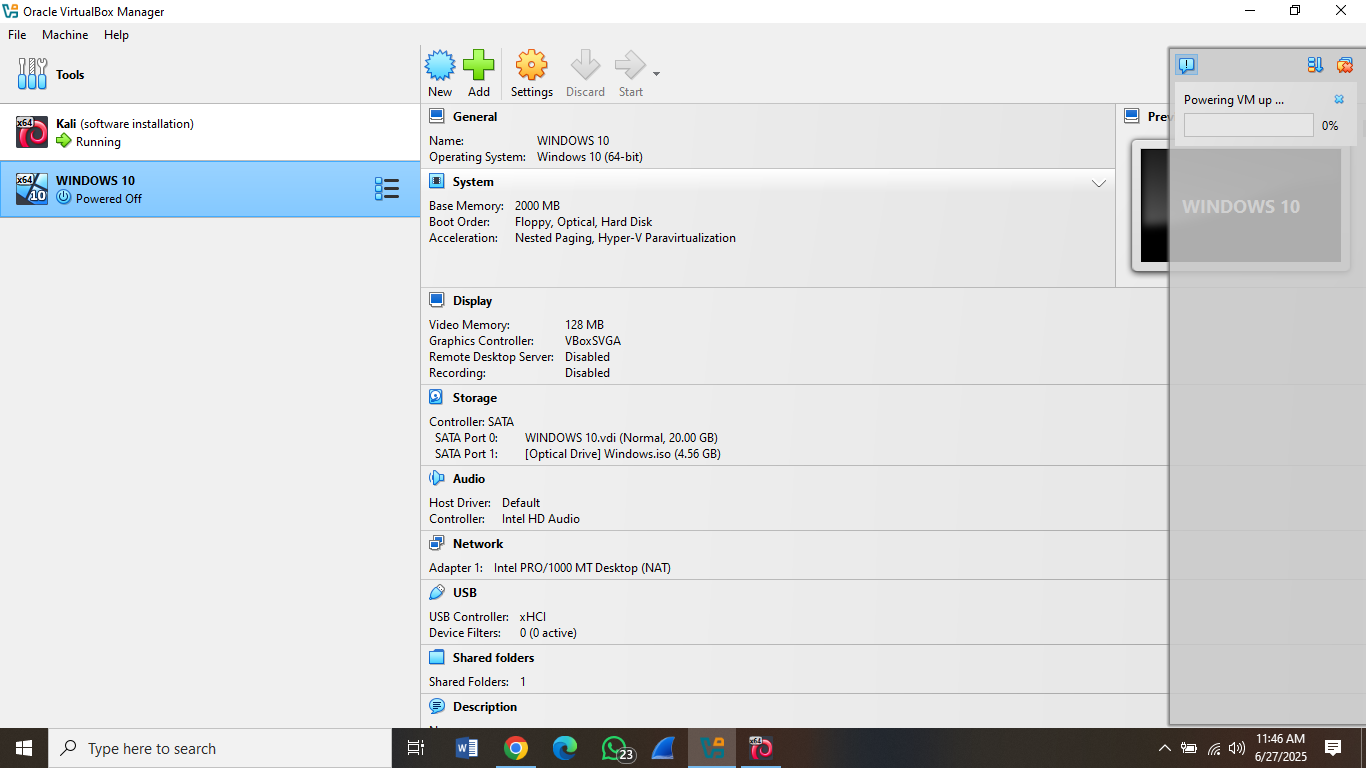 Oracle VirtualBox Manager
File Machine Help
Tools
New Add Settings Discard Start
x64 Kali (software installation)
Running
x64 10 WINDOWS 10
Powered Off
General
Name: WINDOWS 10
Operating System: Windows 10 (64-bit)
System
Base Memory: 2000 MB
Boot Order: Floppy, Optical, Hard Disk
Acceleration: Nested Paging, Hyper-V Paravirtualization
Display
Video Memory: 128 MB
Graphics Controller: VBoxSVGA
Remote Desktop Server: Disabled
Recording: Disabled
Storage
Controller: SATA
SATA Port 0: WINDOWS 10.vdi (Normal, 20.00 GB)
SATA Port 1: [Optical Drive] Windows.iso (4.56 GB)
Audio
Host Driver: Default
Controller: Intel HD Audio
Network
Adapter 1: Intel PRO/1000 MT Desktop (NAT)
USB
USB Controller: xHCI
Device Filters: 0 (0 active)
Shared folders
Shared Folders: 1
Description
Prev
WINDOWS 10
Powering VM up ...
0%
Type here to search
23
x64
11:46 AM
6/27/2025